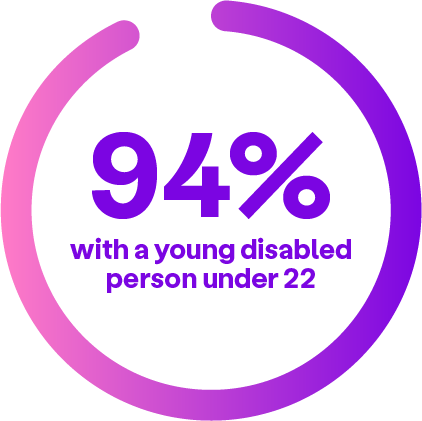 94%
with a young disabled
person under 22